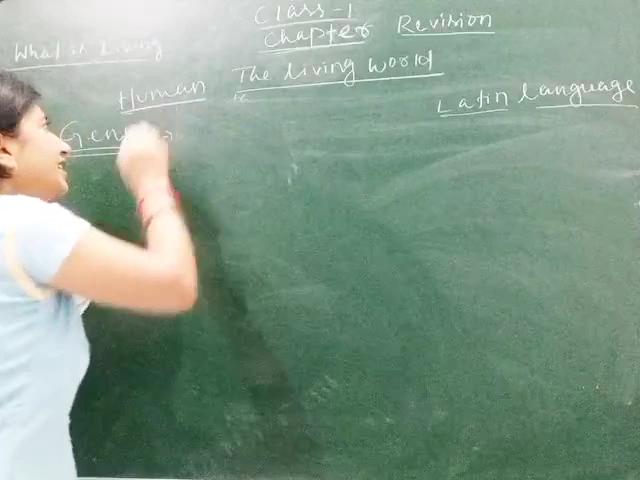 Class-1
Chapter Revision
What is living
The living world
Human
Latin language